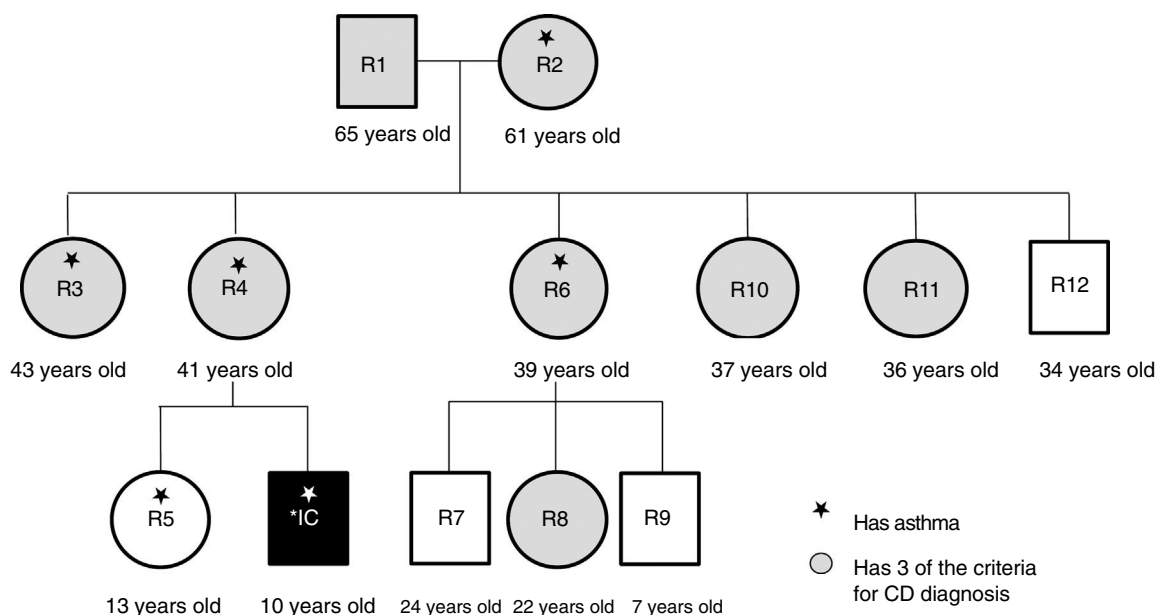 R1
R2
65 years old
61 years old
R3
R4
R6
R10
R11
R12
43 years old
41 years old
39 years old
37 years old
36 years old
34 years old
R5
*IC
R7
R8
R9
13 years old
10 years old
24 years old
22 years old
7 years old
Has asthma
Has 3 of the criteria
for CD diagnosis